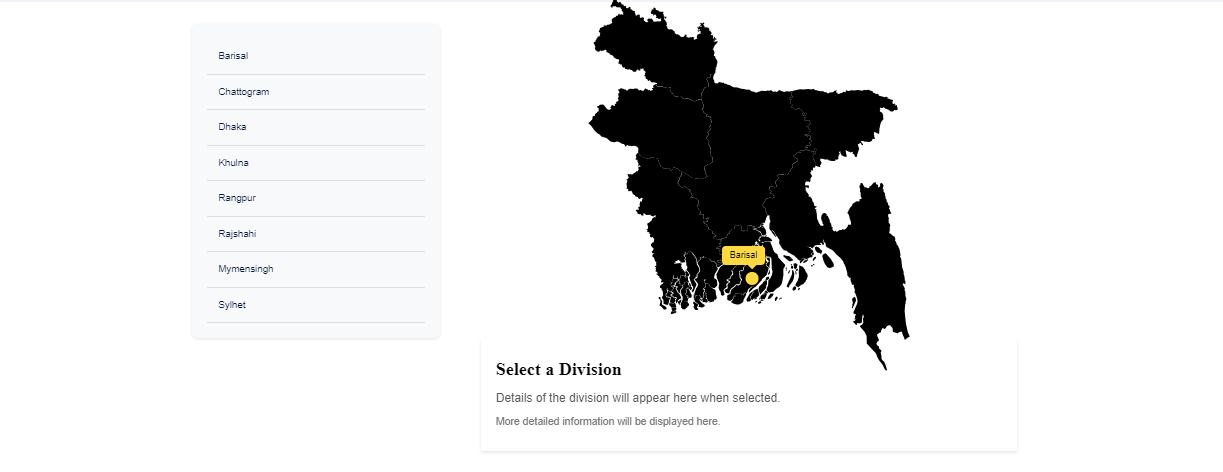 Barisal
Chattogram
Dhaka
Khulna
Rangpur
Rajshahi
Mymensingh
Sylhet
Barisal
Select a Division
Details of the division will appear here when selected.
More detailed information will be displayed here.